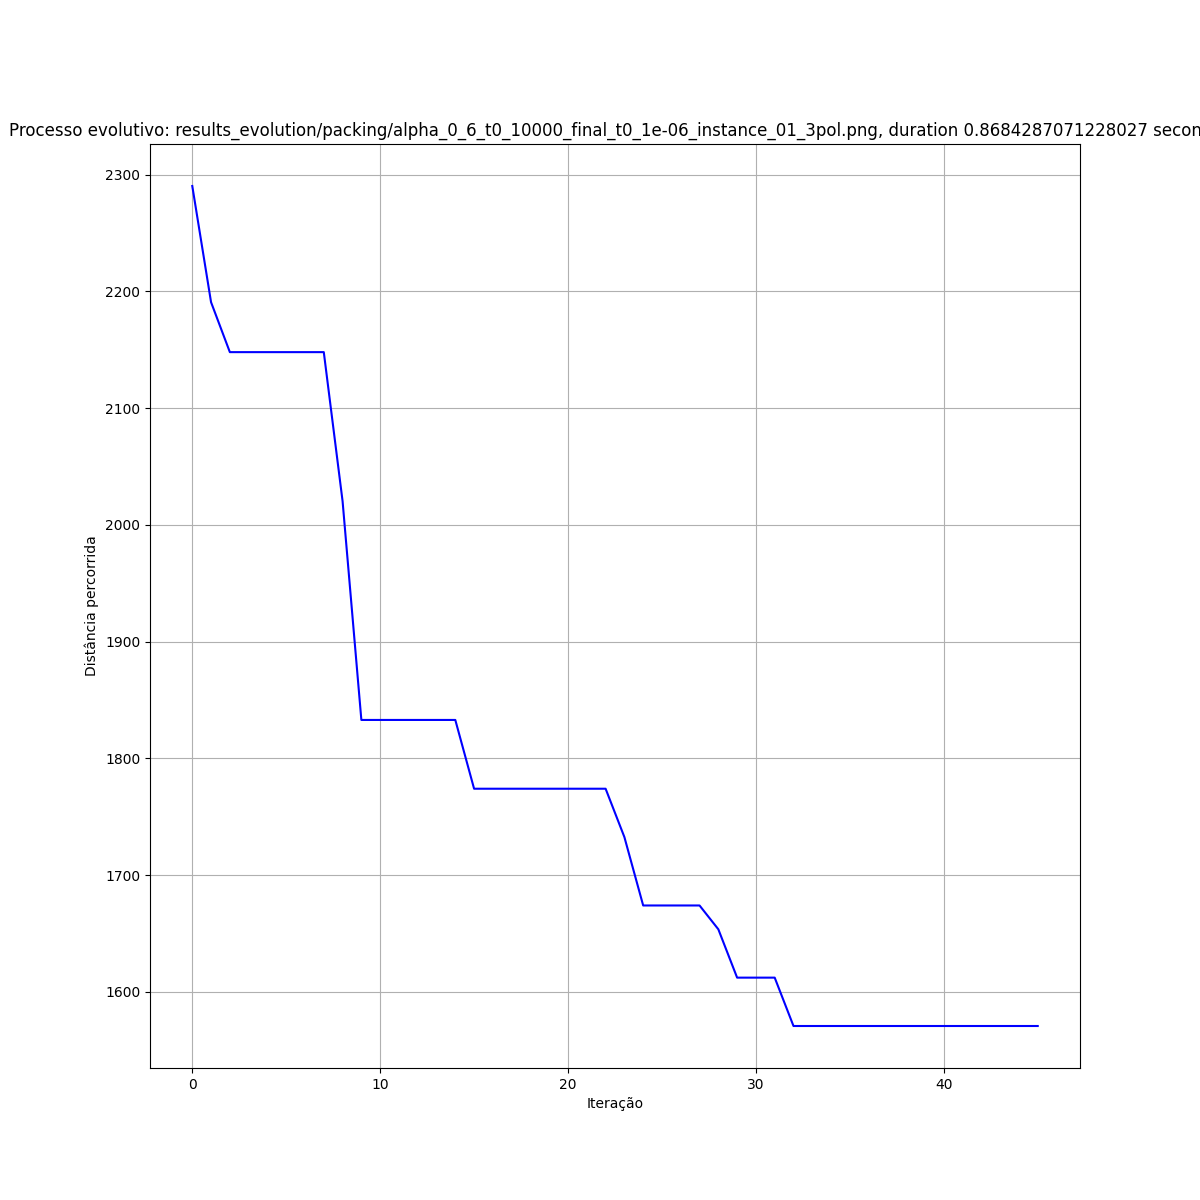 Processo evolutivo: results_evolution/packing/alpha_0_6_t0_10000_final_t0_1e-06_instance_01_3pol.png, duration 0.8684287071228027 secon
2300
2200
2100
2000
1900
1800
1700
1600
Distância percorrida
0 10 20 30 40
Iteração